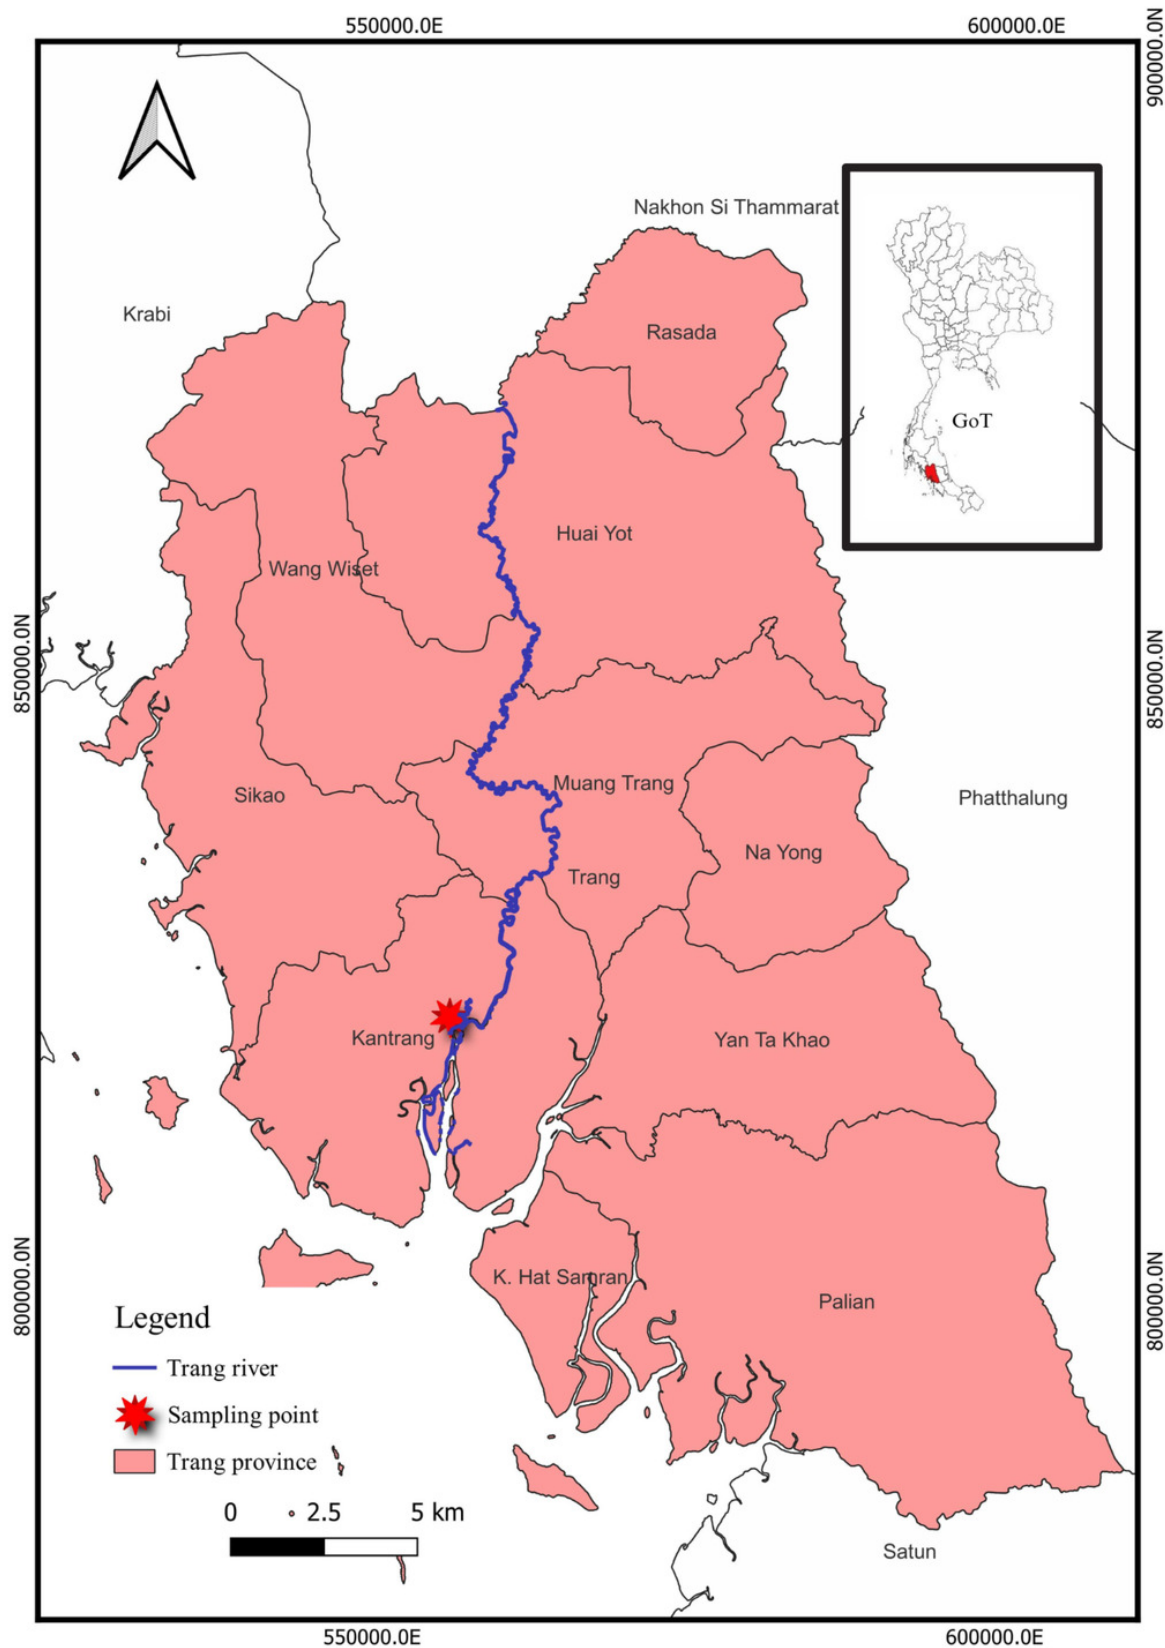 550000.0E
600000.0E
900000.0N
Nakhon Si Thammarat
Krabi
Rasada
GoT
Huai Yot
Wang Wiset
850000.0N
850000.0N
Muang Trang
Sikao
Phatthalung
Na Yong
Trang
Kantrang
Yan Ta Khao
800000.0N
800000.0N
K. Hat Samran
Palian
Legend
Trang river
Sampling point
Trang province
0 2.5 5 km
Satun
550000.0E
600000.0E